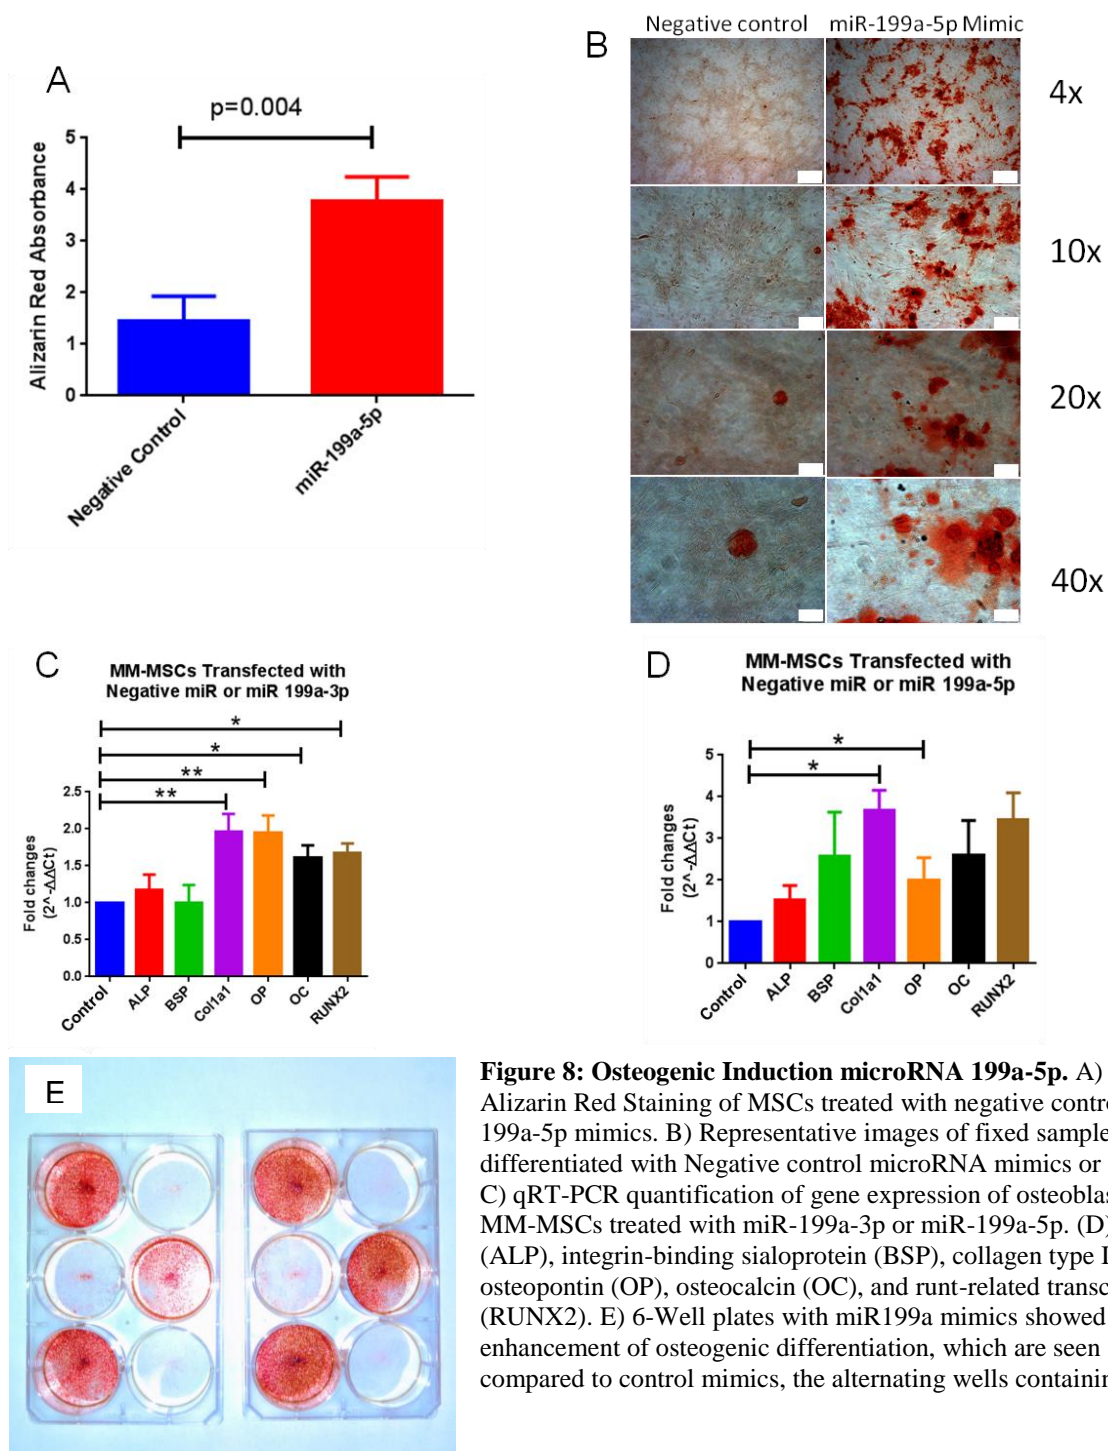 A
p=0.004
5
4
3
2
1
0
Alizarin Red Absorbance
Negative Control
miR-199a-5p
B
Negative control miR-199a-5p Mimic
4x
10x
20x
40x
C
MM-MSCs Transfected with
Negative miR or miR 199a-3p
*
*
**
**
2.5
2.0
1.5
1.0
0.5
0.0
Fold changes
(2^-ΔΔCt)
Control
ALP
BSP
Col1a1
OP
OC
RUNX2
D
MM-MSCs Transfected with
Negative miR or miR 199a-5p
*
*
5
4
3
2
1
0
Fold changes
(2^-ΔΔCt)
Control
ALP
BSP
Col1a1
OP
OC
RUNX2
E
Figure 8: Osteogenic Induction microRNA 199a-5p. A)
Alizarin Red Staining of MSCs treated with negative contro
199a-5p mimics. B) Representative images of fixed sample
differentiated with Negative control microRNA mimics or
C) qRT-PCR quantification of gene expression of osteoblas
MM-MSCs treated with miR-199a-3p or miR-199a-5p. (D)
(ALP), integrin-binding sialoprotein (BSP), collagen type I
osteopontin (OP), osteocalcin (OC), and runt-related transc
(RUNX2). E) 6-Well plates with miR199a mimics showed
enhancement of osteogenic differentiation, which are seen
compared to control mimics, the alternating wells containin